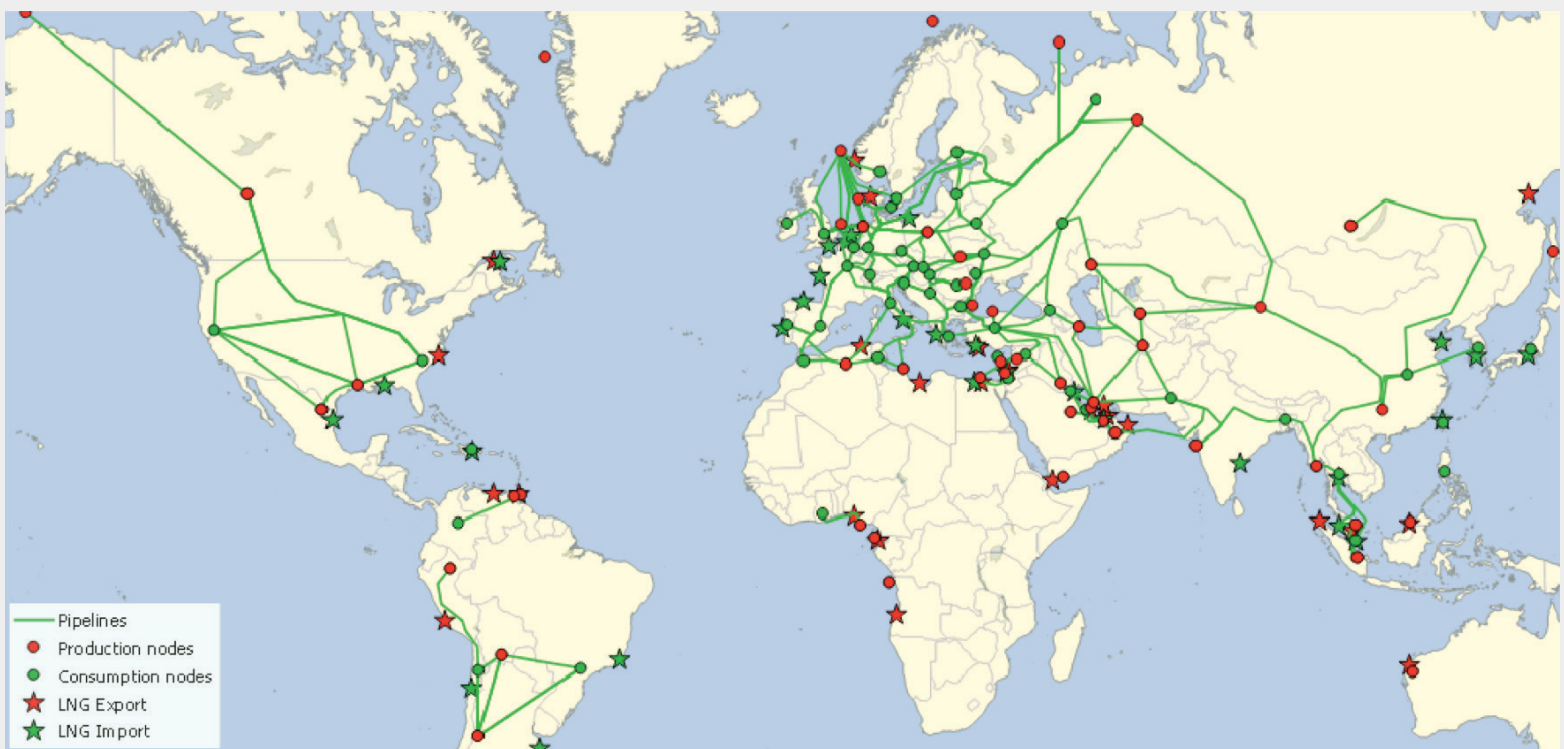 Pipelines
Production nodes
Consumption nodes
LNG Export
LNG Import